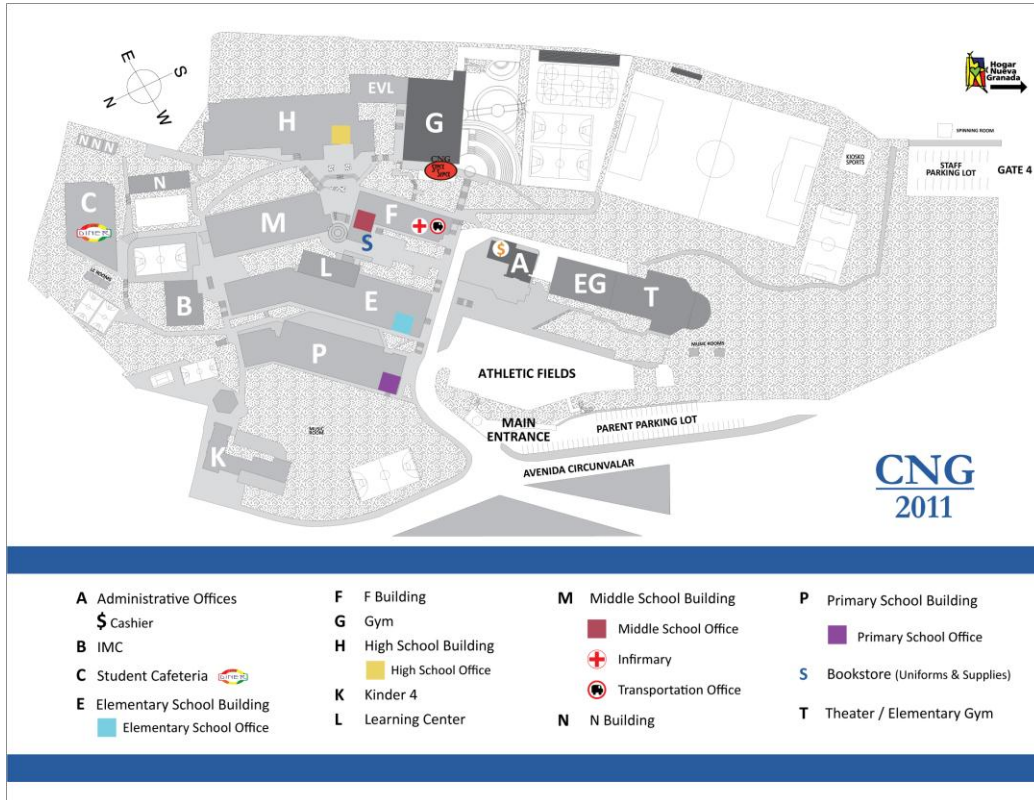 E
S
N
W
Hogar
Nueva
Granada
EVL
H
G
CNG
SPIRIT
SHOP
SPINNING ROOM
KIOSKO
SPORTS
STAFF
PARKING LOT
GATE 4
NNN
N
C
M
F
S
$
A
L
EG
T
B
E
P
MUSIC ROOMS
ATHLETIC FIELDS
MAIN
ENTRANCE
PARENT PARKING LOT
MUSIC
ROOM
K
AVENIDA CIRCUNVALAR
CNG
2011
A Administrative Offices
$ Cashier
B IMC
C Student Cafeteria
E Elementary School Building
Elementary School Office
F F Building
G Gym
H High School Building
High School Office
K Kinder 4
L Learning Center
M Middle School Building
Middle School Office
Infirmary
Transportation Office
N N Building
P Primary School Building
Primary School Office
S Bookstore (Uniforms & Supplies)
T Theater / Elementary Gym